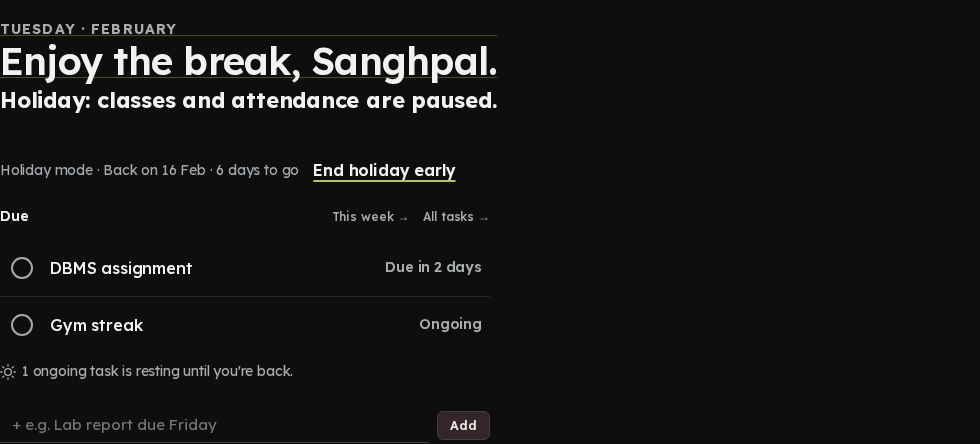 TUESDAY · FEBRUARY
Enjoy the break, Sanghpal.
Holiday: classes and attendance are paused.
Holiday mode · Back on 16 Feb · 6 days to go End holiday early
Due This week → All tasks →
DBMS assignment Due in 2 days
Gym streak Ongoing
1 ongoing task is resting until you're back.
+ e.g. Lab report due Friday Add